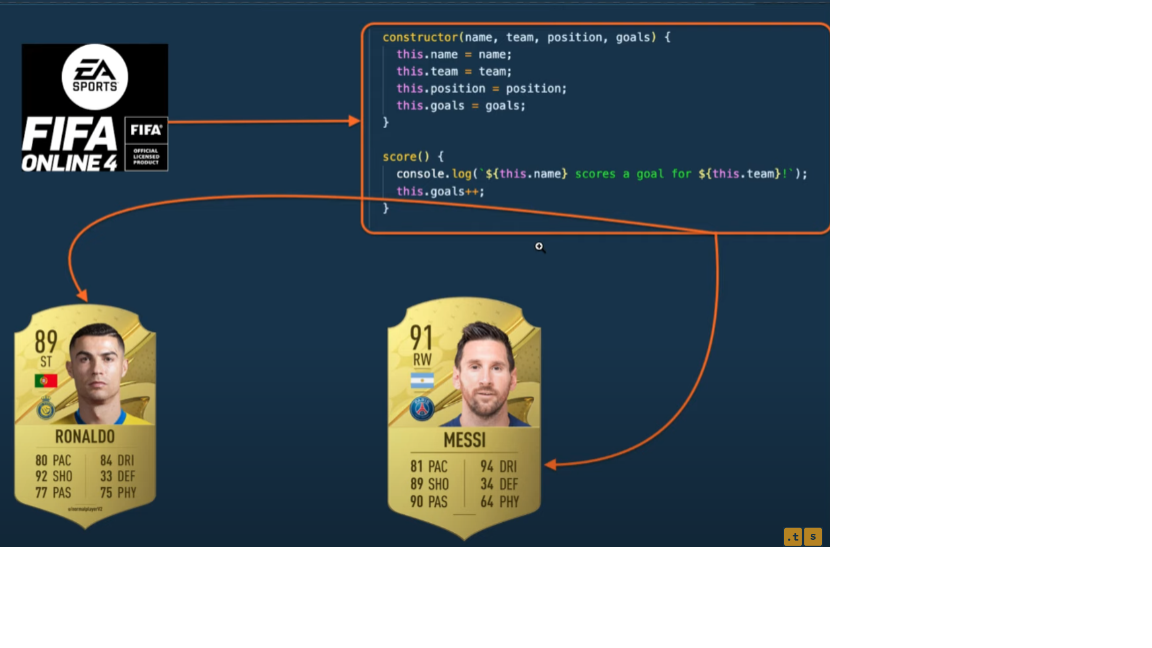 EA
SPORTS
FIFA
ONLINE 4
FIFA
OFFICIAL
LICENSED
PRODUCT
constructor(name, team, position, goals) {
this.name = name;
this.team = team;
this.position = position;
this.goals = goals;
}
score() {
console.log(`${this.name} scores a goal for ${this.team}!`);
this.goals++;
}
89
ST
RONALDO
80 PAC 84 DRI
92 SHO 33 DEF
77 PAS 75 PHY
91
RW
MESSI
81 PAC 94 DRI
89 SHO 34 DEF
90 PAS 64 PHY
.t s